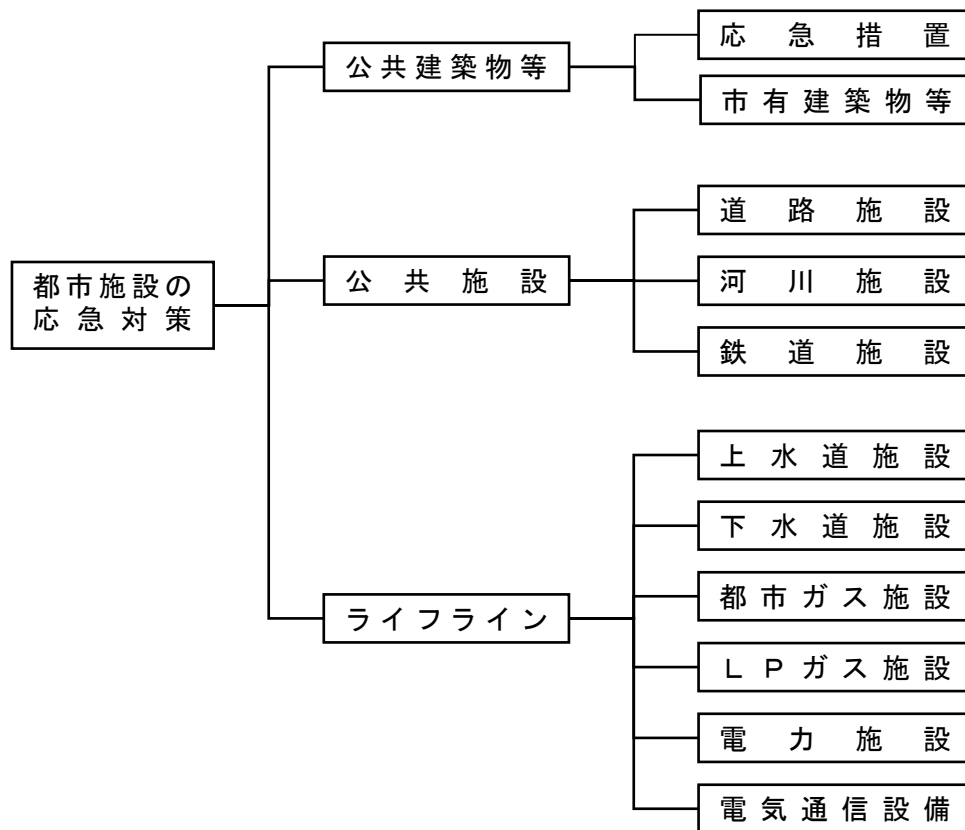 都市施設の
応急対策
公共建築物等
応急措置
市有建築物等
公共施設
道路施設
河川施設
鉄道施設
ライフライン
上水道施設
下水道施設
都市ガス施設
ＬＰガス施設
電力施設
電気通信設備